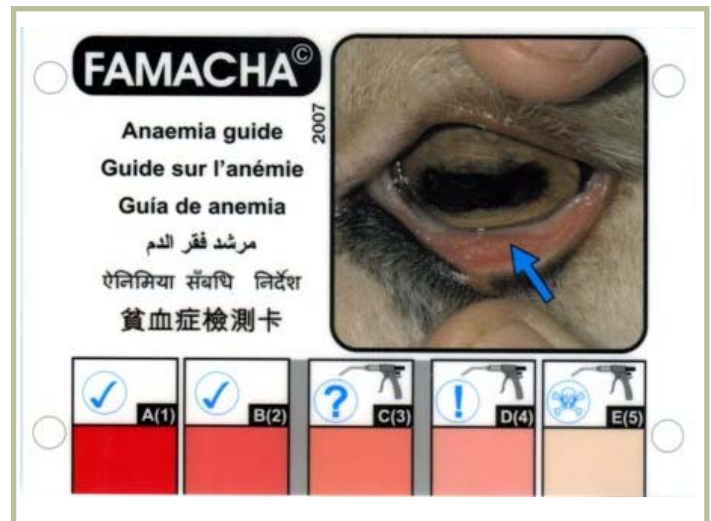 FAMACHA©
2007
Anaemia guide
Guide sur l'anémie
Guía de anemia
مرشد فقر الدم
ऐनिमिया सँबधि निर्देश
貧血症檢測卡
? !
A(1) B(2) C(3) D(4) E(5)